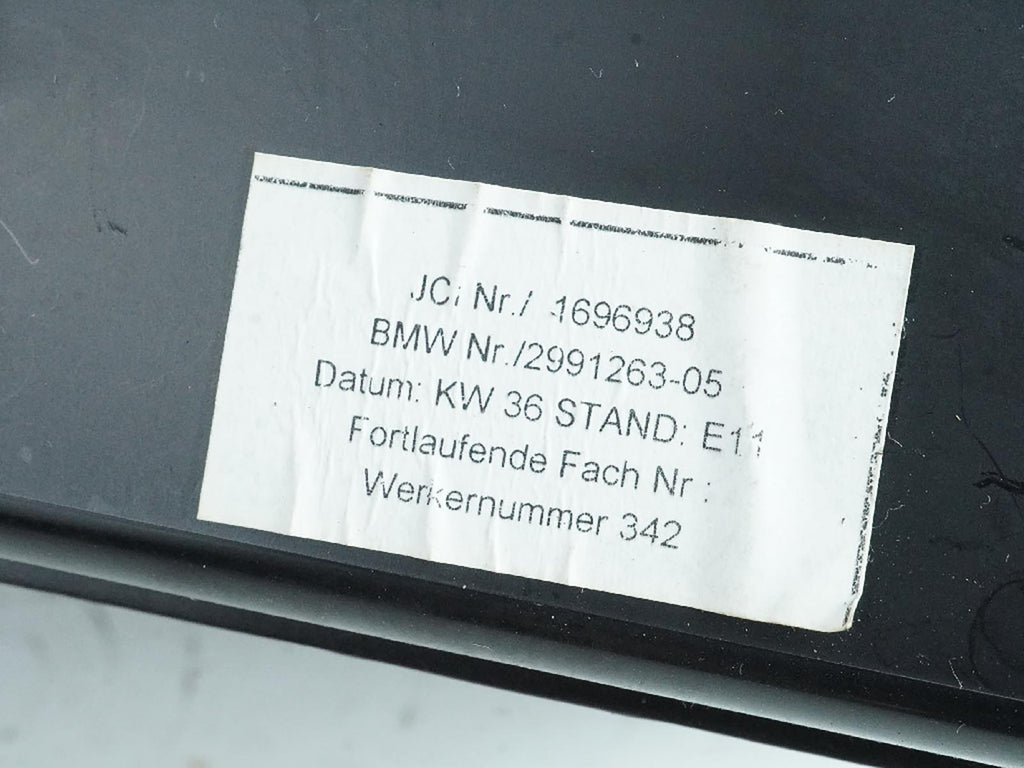 JCI Nr./ 1696938
BMW Nr./2991263-05
Datum: KW 36 STAND: E11
Fortlaufende Fach Nr :
Werkernummer 342